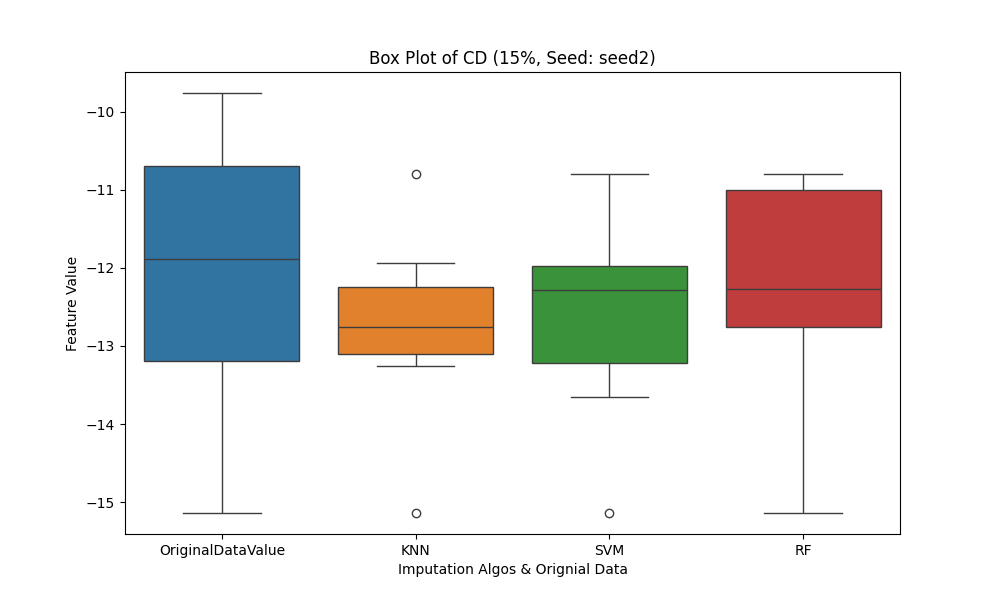 Box Plot of CD (15%, Seed: seed2)
Feature Value
−10
−11
−12
−13
−14
−15
OriginalDataValue
KNN
SVM
RF
Imputation Algos & Orignial Data